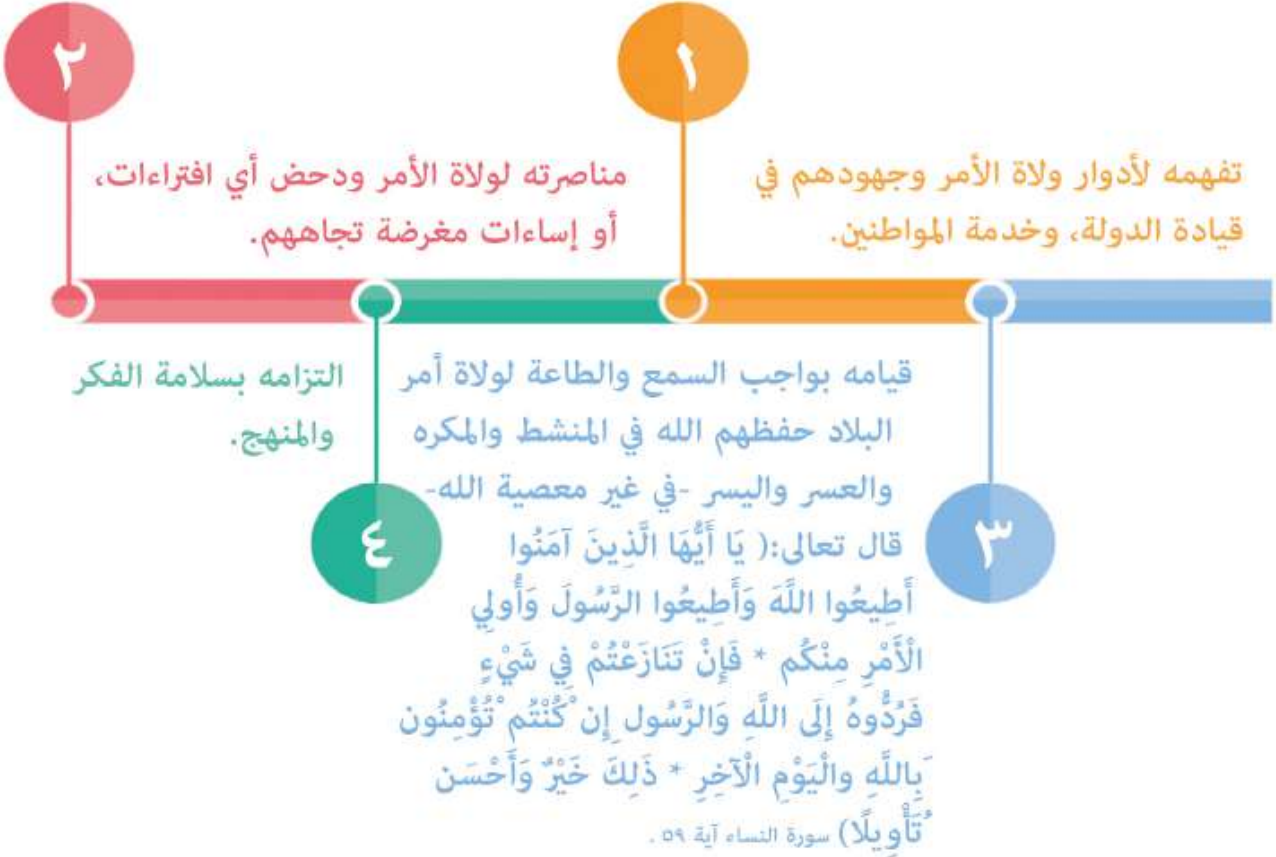 ١
تفهمه لأدوار ولاة الأمر وجهودهم في
قيادة الدولة، وخدمة المواطنين.
٢
مناصرته لولاة الأمر ودحض أي افتراءات،
أو إساءات مغرضة تجاههم.
٣
قيامه بواجب السمع والطاعة لولاة أمر
البلاد حفظهم الله في المنشط والمكره
والعسر واليسر -في غير معصية الله-
قال تعالى:( يَا أَيُّهَا الَّذِينَ آمَنُوا
أَطِيعُوا اللَّهَ وَأَطِيعُوا الرَّسُولَ وَأُولِي
الْأَمْرِ مِنْكُم * فَإِنْ تَنَازَعْتُمْ فِي شَيْءٍ
فَرُدُّوهُ إِلَى اللَّهِ وَالرَّسُول ِإِن ْكُنْتُم ْتُؤْمِنُون
َبِاللَّهِ والْيَوْمِ الْآخِرِ * ذَلِكَ خَيْرٌ وَأَحْسَن
ُتَأْوِيلًا) سورة النساء آية ٥٩ .
٤
التزامه بسلامة الفكر
والمنهج.